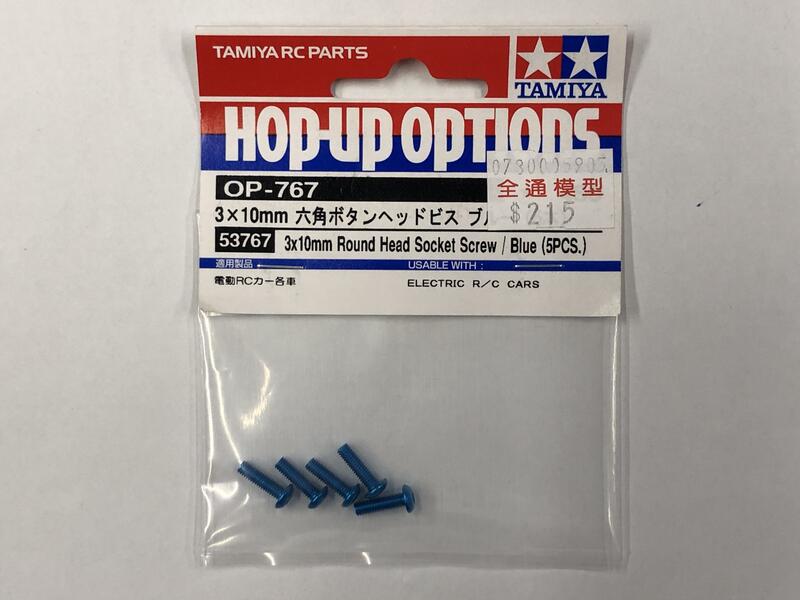 TAMIYA RC PARTS
TAMIYA
HOP-UP OPTIONS
OP-767
全通模型
$215
3×10mm 六角ボタンヘッドビス ブ
53767 3x10mm Round Head Socket Screw / Blue (5PCS.)
適用製品 USABLE WITH :
電動RCカー各車 ELECTRIC R/C CARS